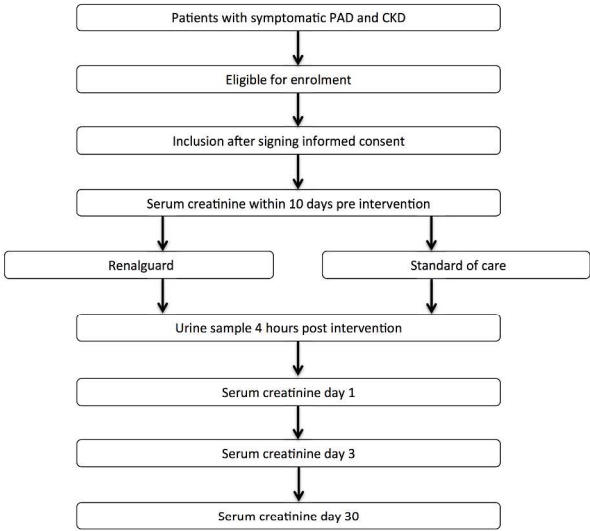 Patients with symptomatic PAD and CKD
Eligible for enrolment
Inclusion after signing informed consent
Serum creatinine within 10 days pre intervention
Renalguard
Standard of care
Urine sample 4 hours post intervention
Serum creatinine day 1
Serum creatinine day 3
Serum creatinine day 30